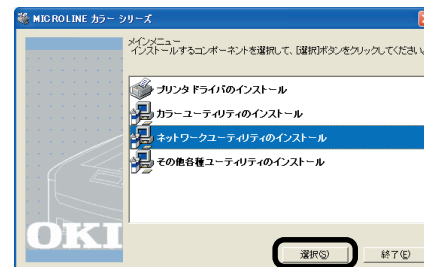 MICROLINE カラー シリーズ
メインメニュー
インストールするコンポーネントを選択して、[選択]ボタンをクリックしてください
プリンタドライバのインストール
カラーユーティリティのインストール
ネットワークユーティリティのインストール
その他各種ユーティリティのインストール
OKI
選択(S)
終了(E)